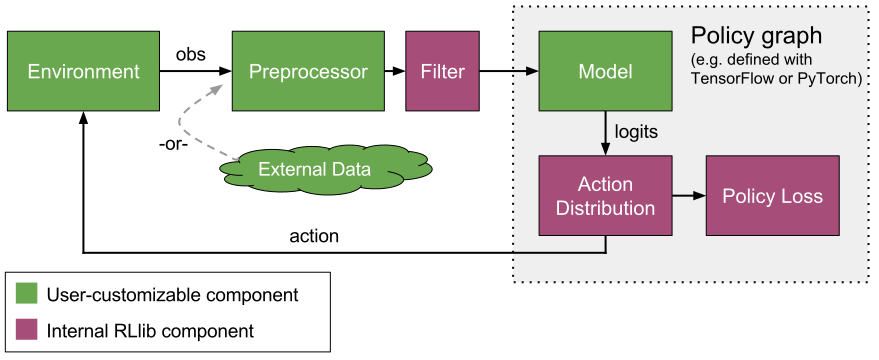 Policy graph
(e.g. defined with
TensorFlow or PyTorch)
Environment
obs
Preprocessor
Filter
Model
-or-
External Data
logits
Action
Distribution
Policy Loss
action
User-customizable component
Internal RLlib component